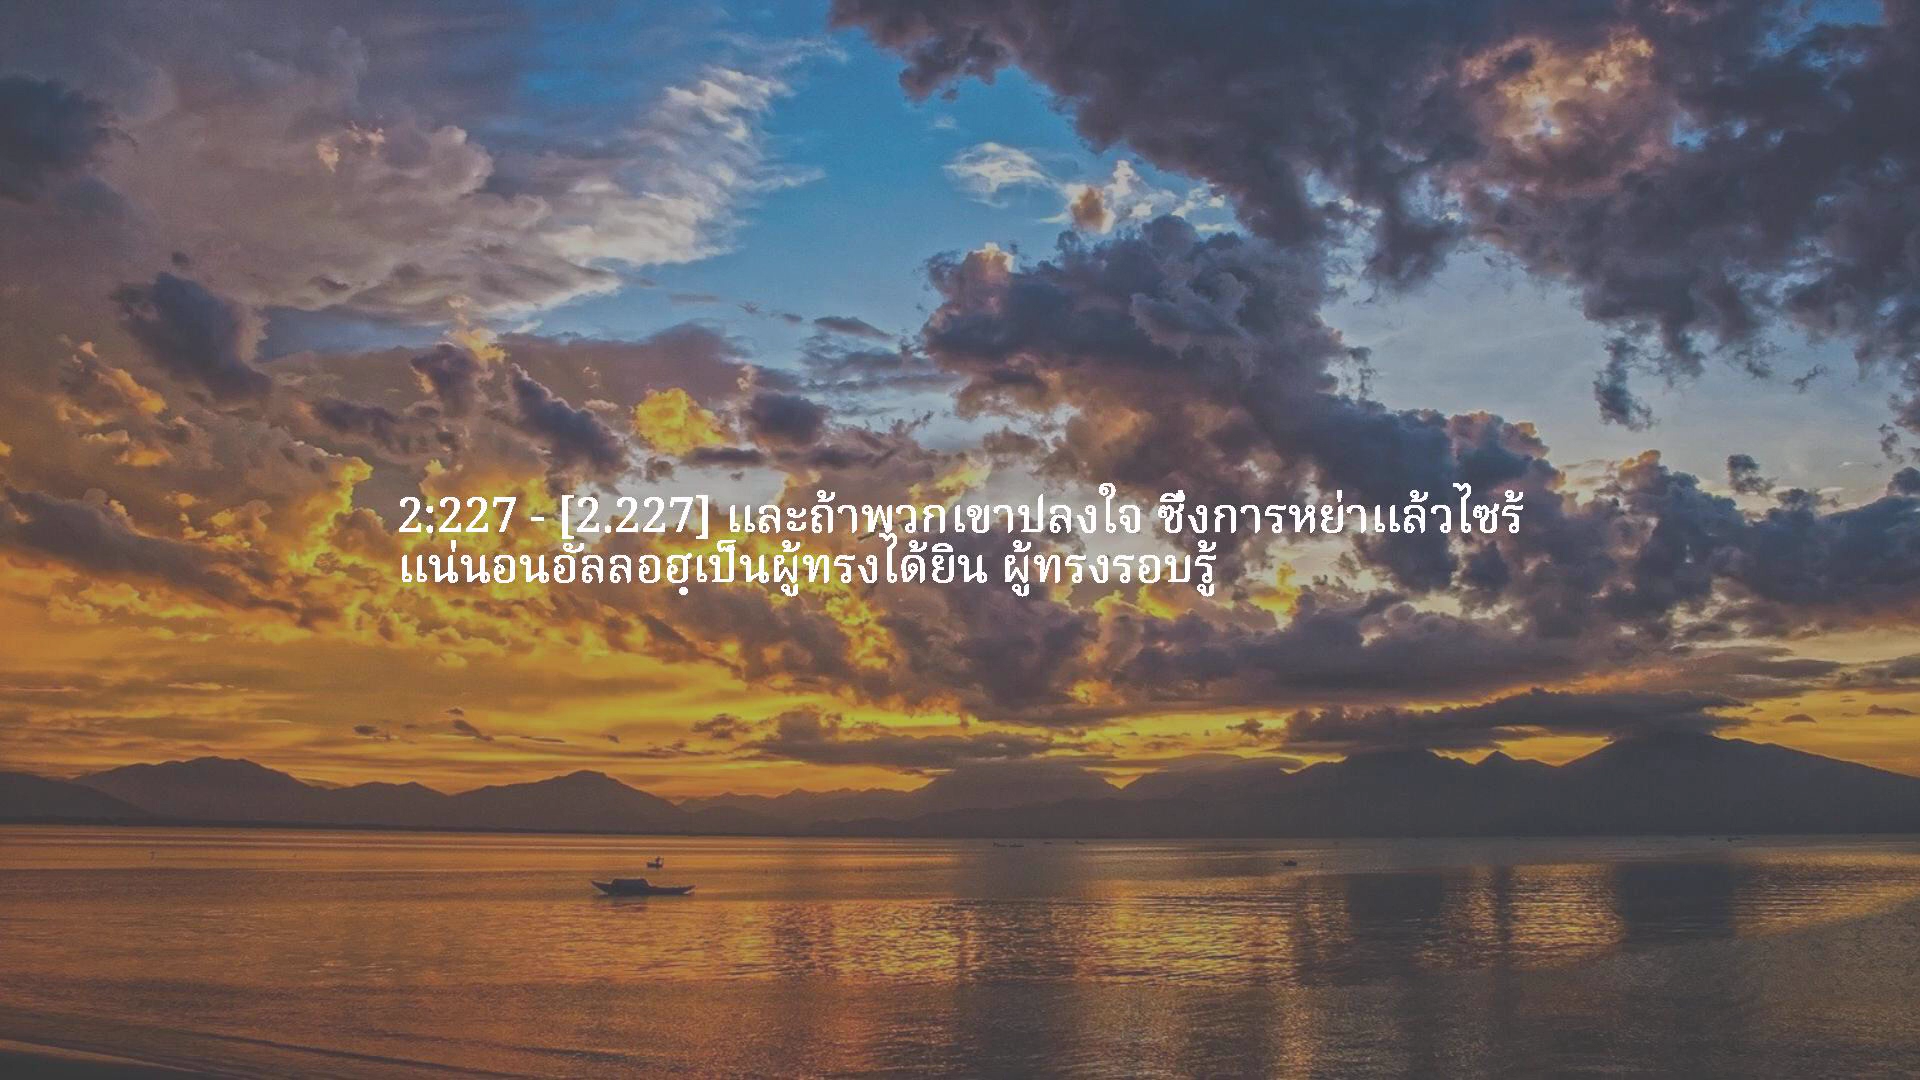 2:227 - [2.227] และถ้าพวกเขาปลงใจ ซึ่งการหย่าแล้วไซร้
แน่นอนอัลลอฮฺเป็นผู้ทรงได้ยิน ผู้ทรงรอบรู้